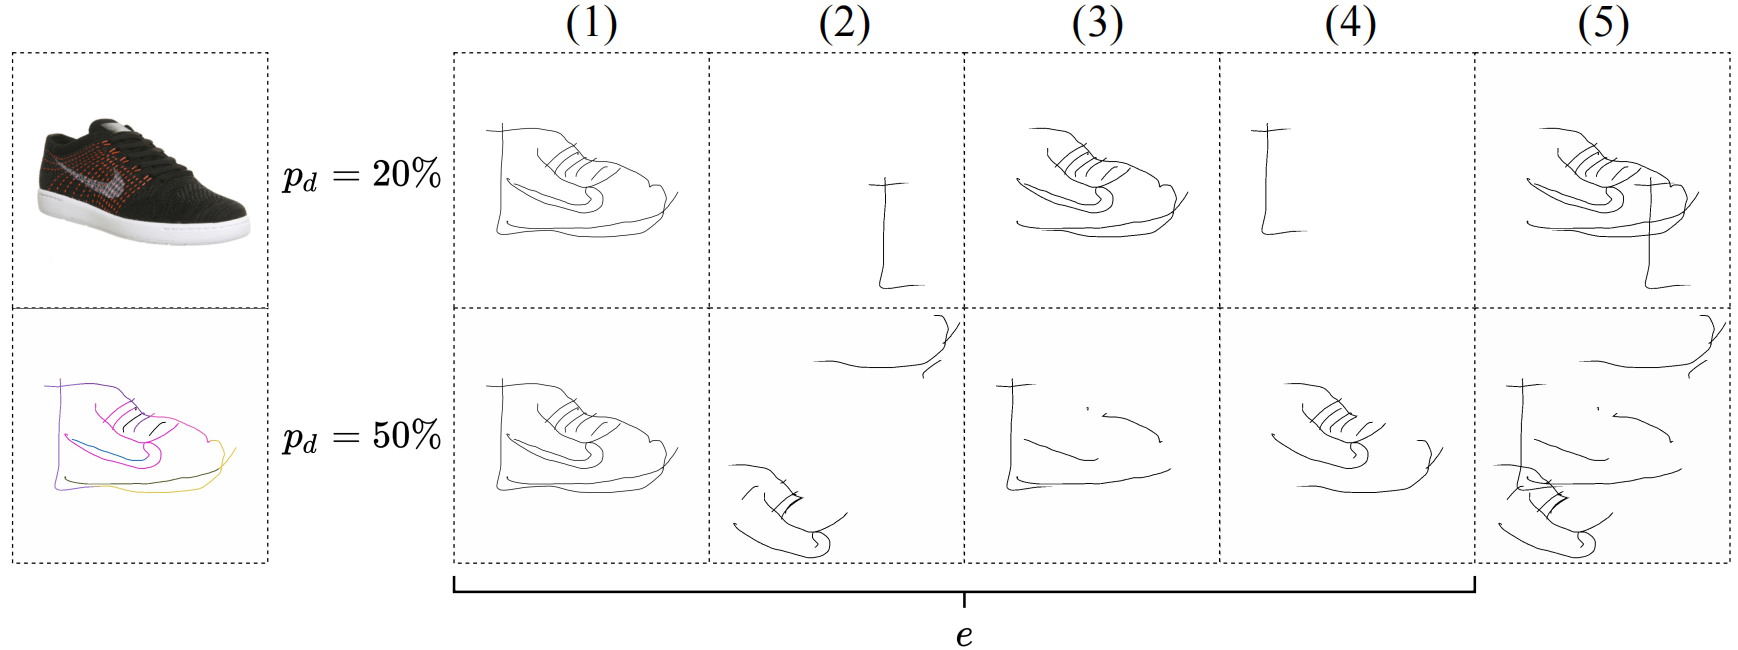 (1) (2) (3) (4) (5)
p_d = 20%
p_d = 50%
e